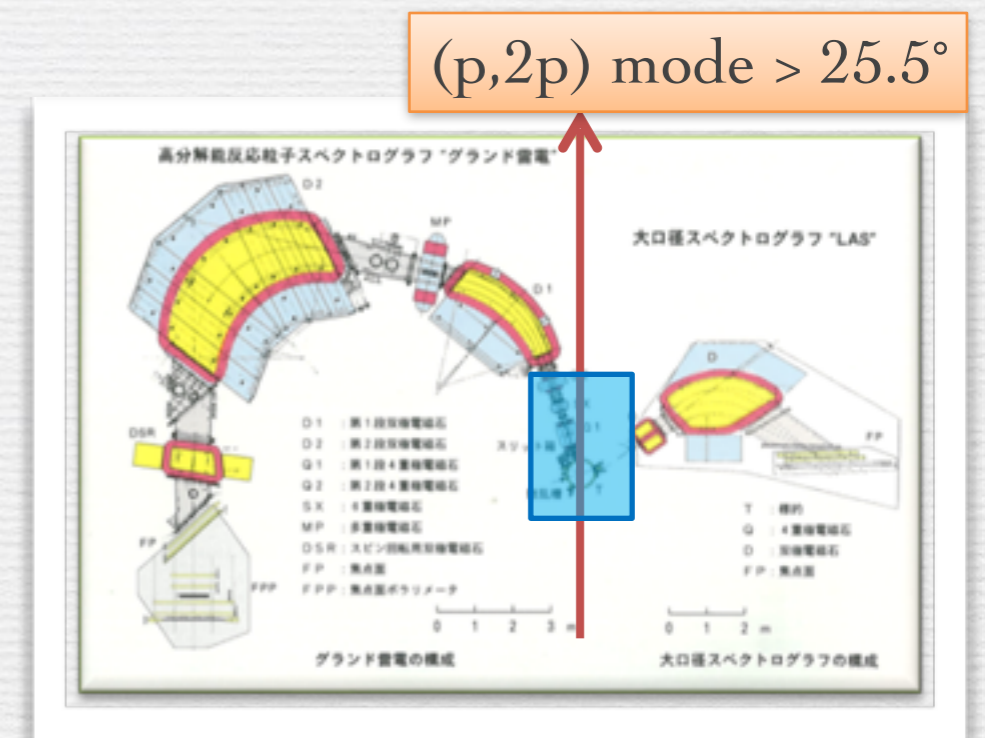 (p,2p) mode > 25.5°
高分解能反応粒子スペクトログラフ "グランド雷電"
D2
MP
D1
大口径スペクトログラフ "LAS"
D
DSR
FP
FPP
FP
D1 : 第1段双極電磁石
D2 : 第2段双極電磁石
Q1 : 第1段4重極電磁石
Q2 : 第2段4重極電磁石
SX : 6重極電磁石
MP : 多重極電磁石
DSR : スピン回転用双極電磁石
FP : 焦点面
FPP : 焦点面ポラリメータ
T : 標的
Q : 4重極電磁石
D : 双極電磁石
FP : 焦点面
0 1 2 3 m
0 1 2 m
グランド雷電の構成
大口径スペクトログラフの構成